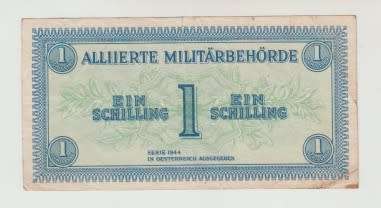 1 ALLIIERTE MILITÄRBEHÖRDE 1
EIN SCHILLING 1 EIN SCHILLING
SERIE 1944
IN OESTERREICH AUSGEGEBEN
1 1